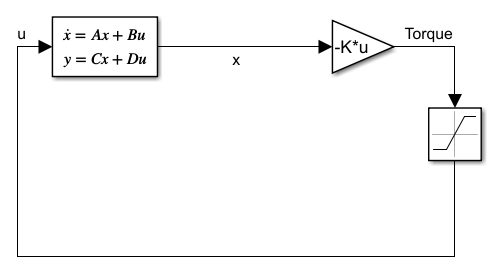 u
ẋ = Ax + Bu
y = Cx + Du
x
-K*u
Torque